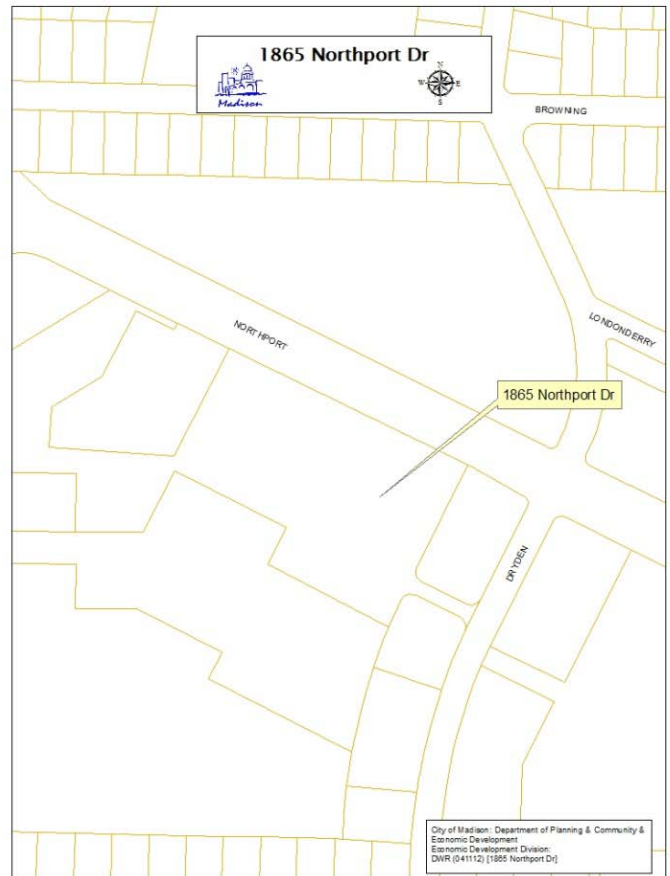 1865 Northport Dr
Madison
N
W E
S
BROWNING
NORTHPORT
LONDONDERRY
1865 Northport Dr
DRYDEN
City of Madison: Department of Planning & Community &
Economic Development
Economic Development Division:
DWR (041112) [1865 Northport Dr]